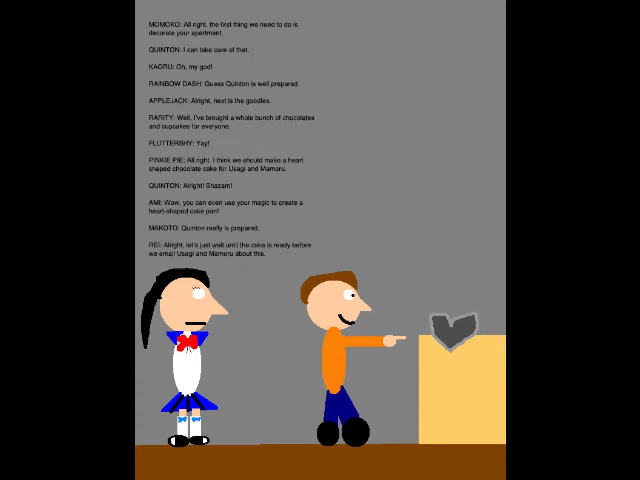 MOMOKO: All right, the first thing we need to do is
decorate your apartment.
QUINTON: I can take care of that.
KAORU: Oh, my god!
RAINBOW DASH: Guess Quinton is well prepared.
APPLEJACK: Alright, next is the goodies.
RARITY: Well, I've brought a whole bunch of chocolates
and cupcakes for everyone.
FLUTTERSHY: Yay!
PINKIE PIE: All right, I think we should make a heart
shaped chocolate cake for Usagi and Mamoru.
QUINTON: Alright! Shazam!
AMI: Wow, you can even use your magic to create a
heart-shaped cake pan!
MAKOTO: Quinton really is prepared.
REI: Alright, let's just wait until the cake is ready before
we email Usagi and Mamoru about this.